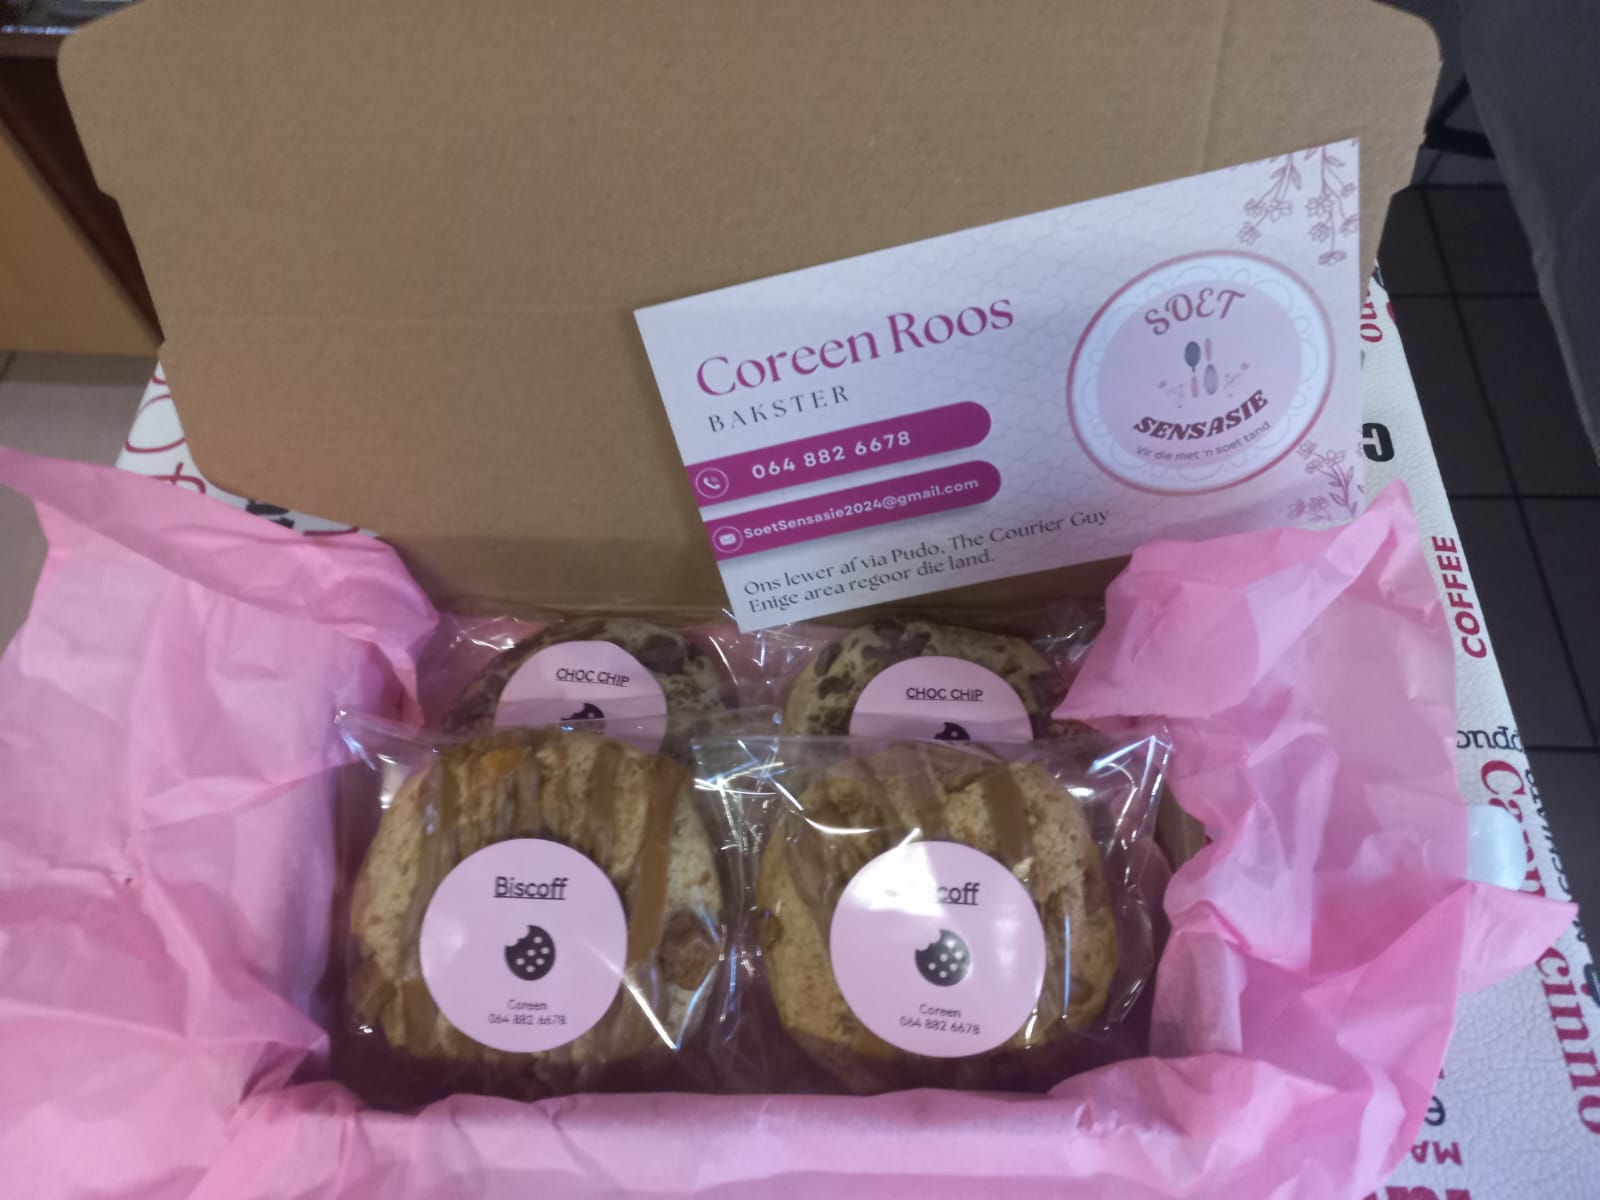 Coreen Roos
BAKSTER
064 882 6678
SoetSensasie2024@gmail.com
Ons lewer af via Pudo, The Courier Guy
Enige area regoor die land.
SOET
SENSASIE
Vir die met 'n soet tand
CHOC CHIP
CHOC CHIP
Biscoff
Coreen
064 882 6678
coff
Coreen
064 882 6678
COFFEE